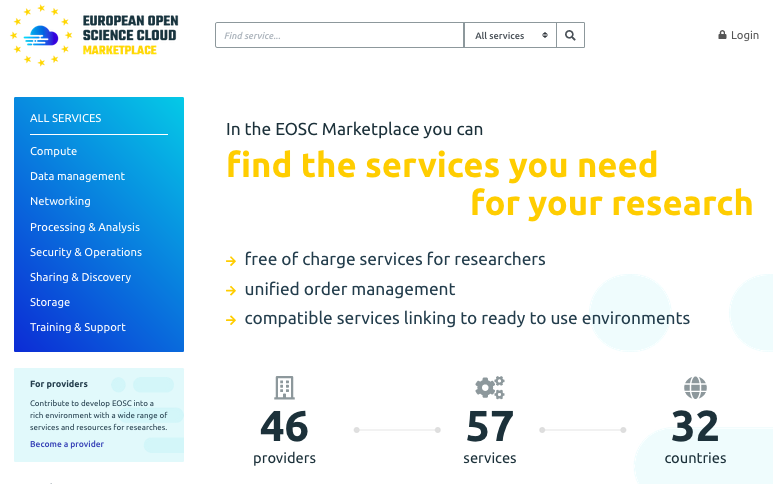 EUROPEAN OPEN
SCIENCE CLOUD
MARKETPLACE
Find service...
All services
Login
ALL SERVICES
Compute
Data management
Networking
Processing & Analysis
Security & Operations
Sharing & Discovery
Storage
Training & Support
For providers
Contribute to develop EOSC into a
rich environment with a wide range of
services and resources for researches.
Become a provider
In the EOSC Marketplace you can
find the services you need
for your research
free of charge services for researchers
unified order management
compatible services linking to ready to use environments
46
providers
57
services
32
countries